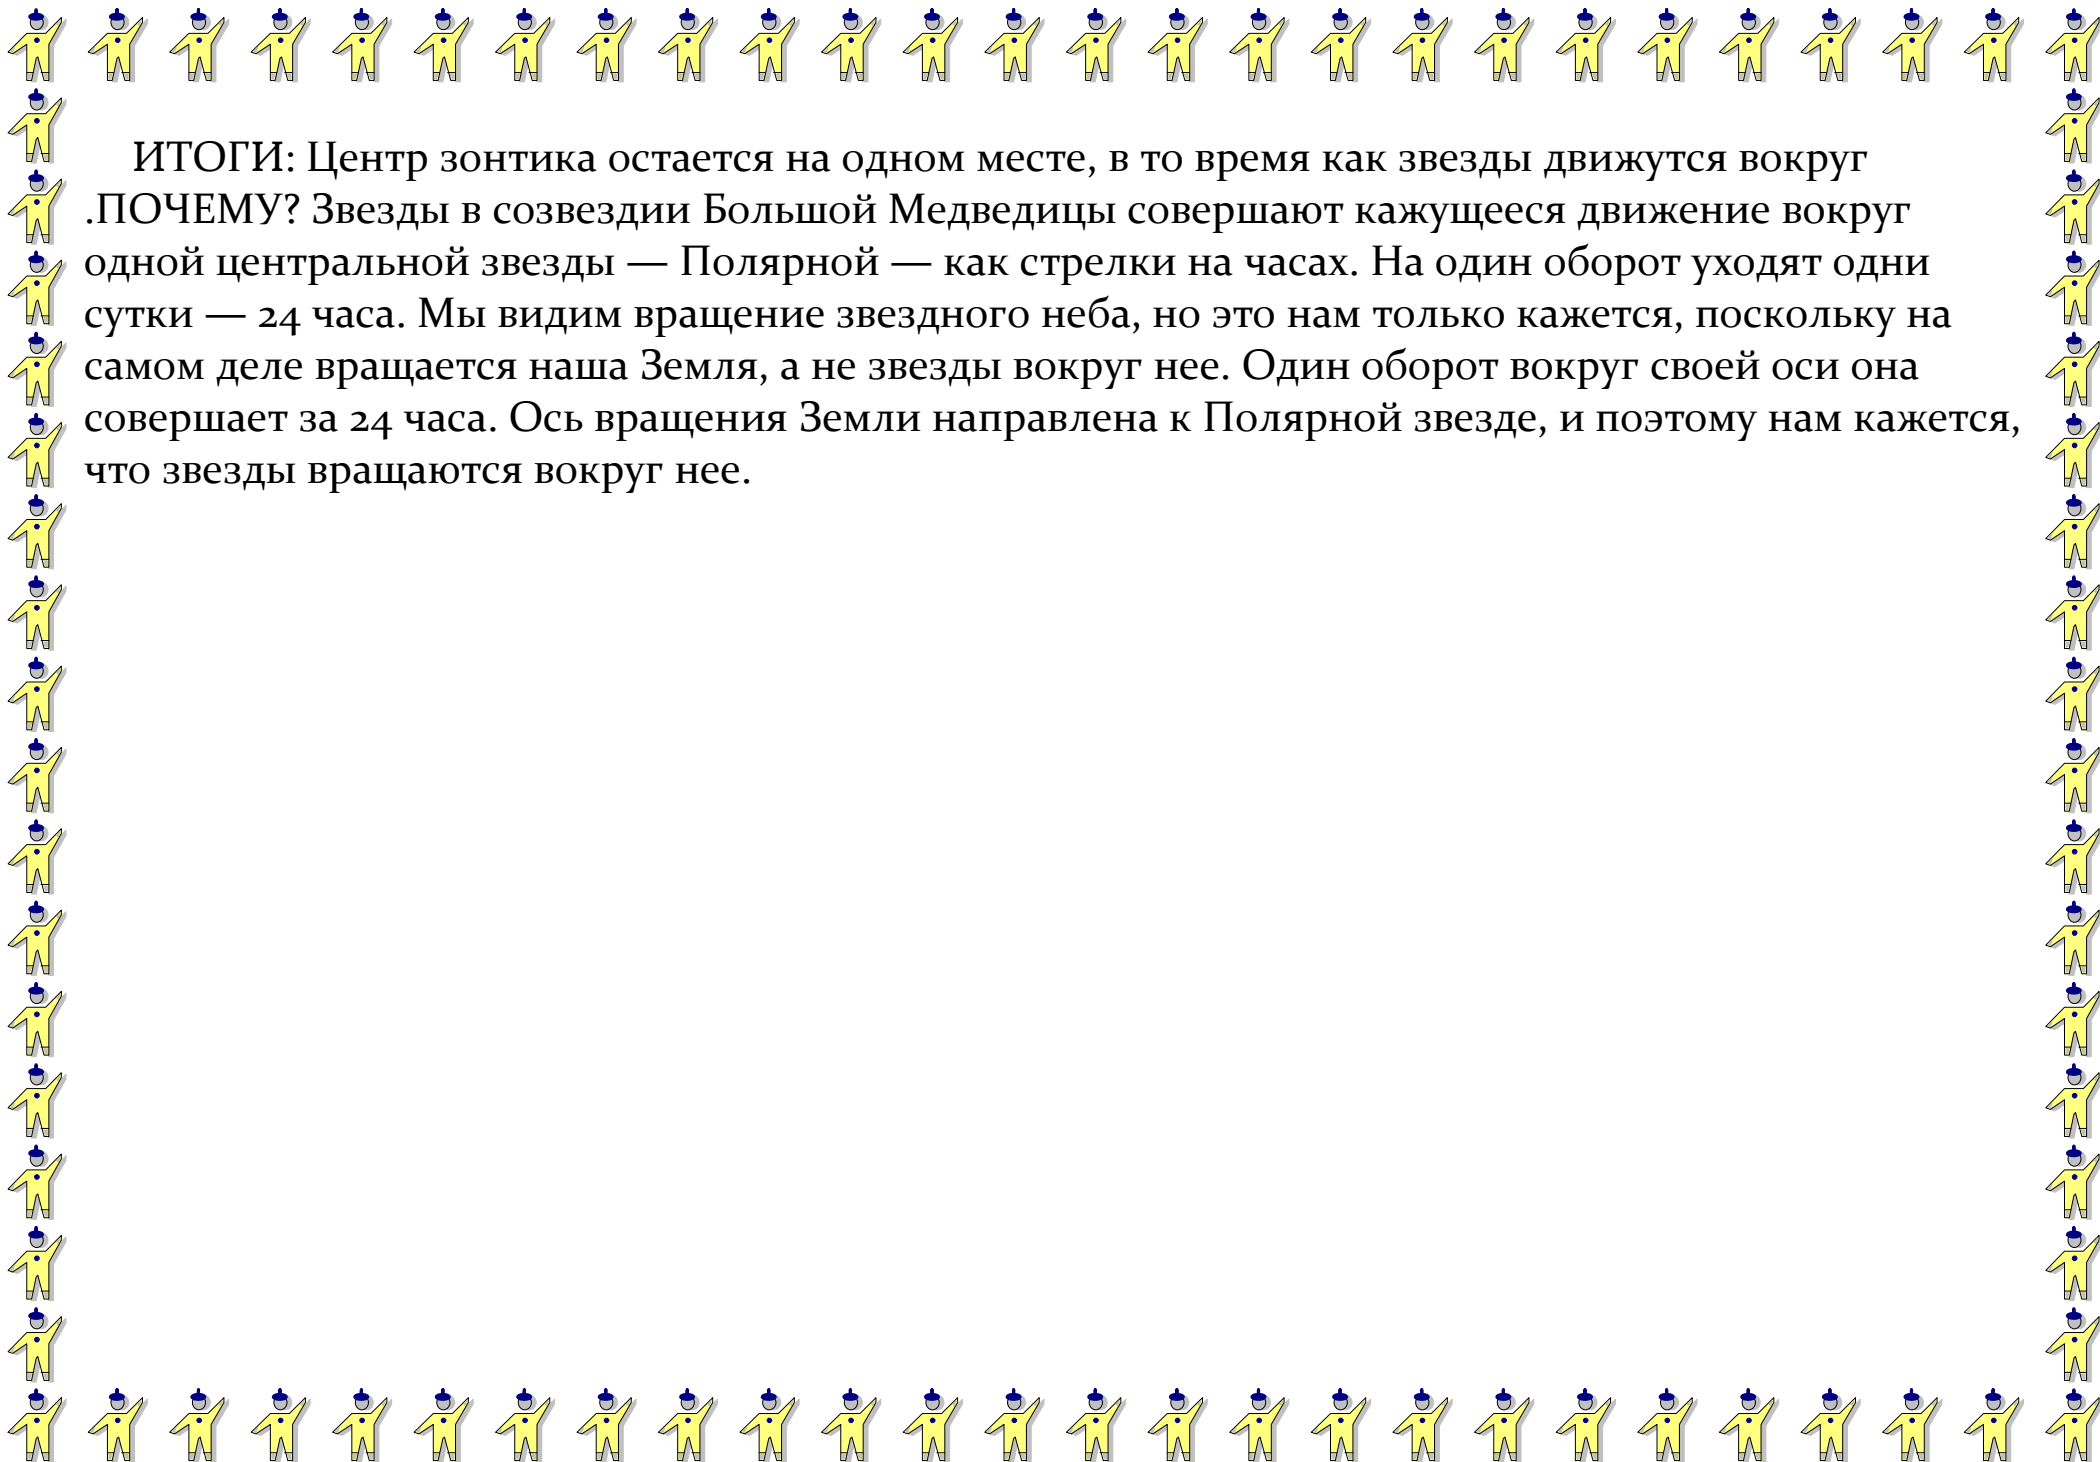 ИТОГИ: Центр зонтика остается на одном месте, в то время как звезды движутся вокруг
.ПОЧЕМУ? Звезды в созвездии Большой Медведицы совершают кажущееся движение вокруг
одной центральной звезды — Полярной — как стрелки на часах. На один оборот уходят одни
сутки — 24 часа. Мы видим вращение звездного неба, но это нам только кажется, поскольку на
самом деле вращается наша Земля, а не звезды вокруг нее. Один оборот вокруг своей оси она
совершает за 24 часа. Ось вращения Земли направлена к Полярной звезде, и поэтому нам кажется,
что звезды вращаются вокруг нее.